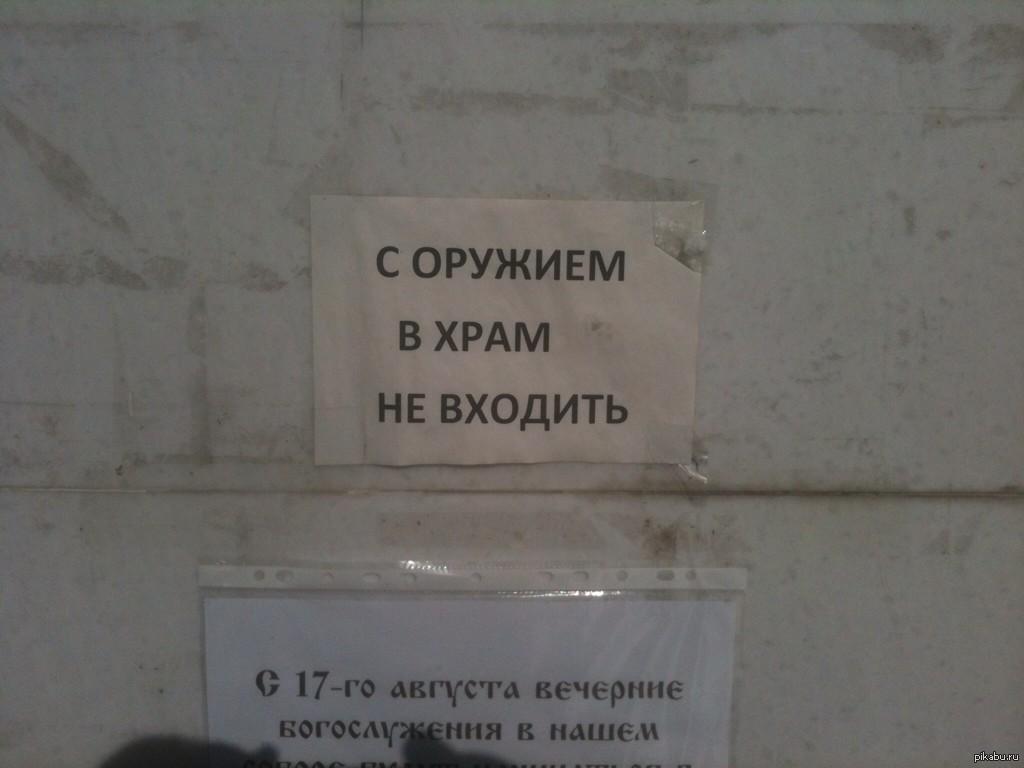 С ОРУЖИЕМ
В ХРАМ
НЕ ВХОДИТЬ
С 17-го августа вечерние
богослужения в нашем
pikabu.ru